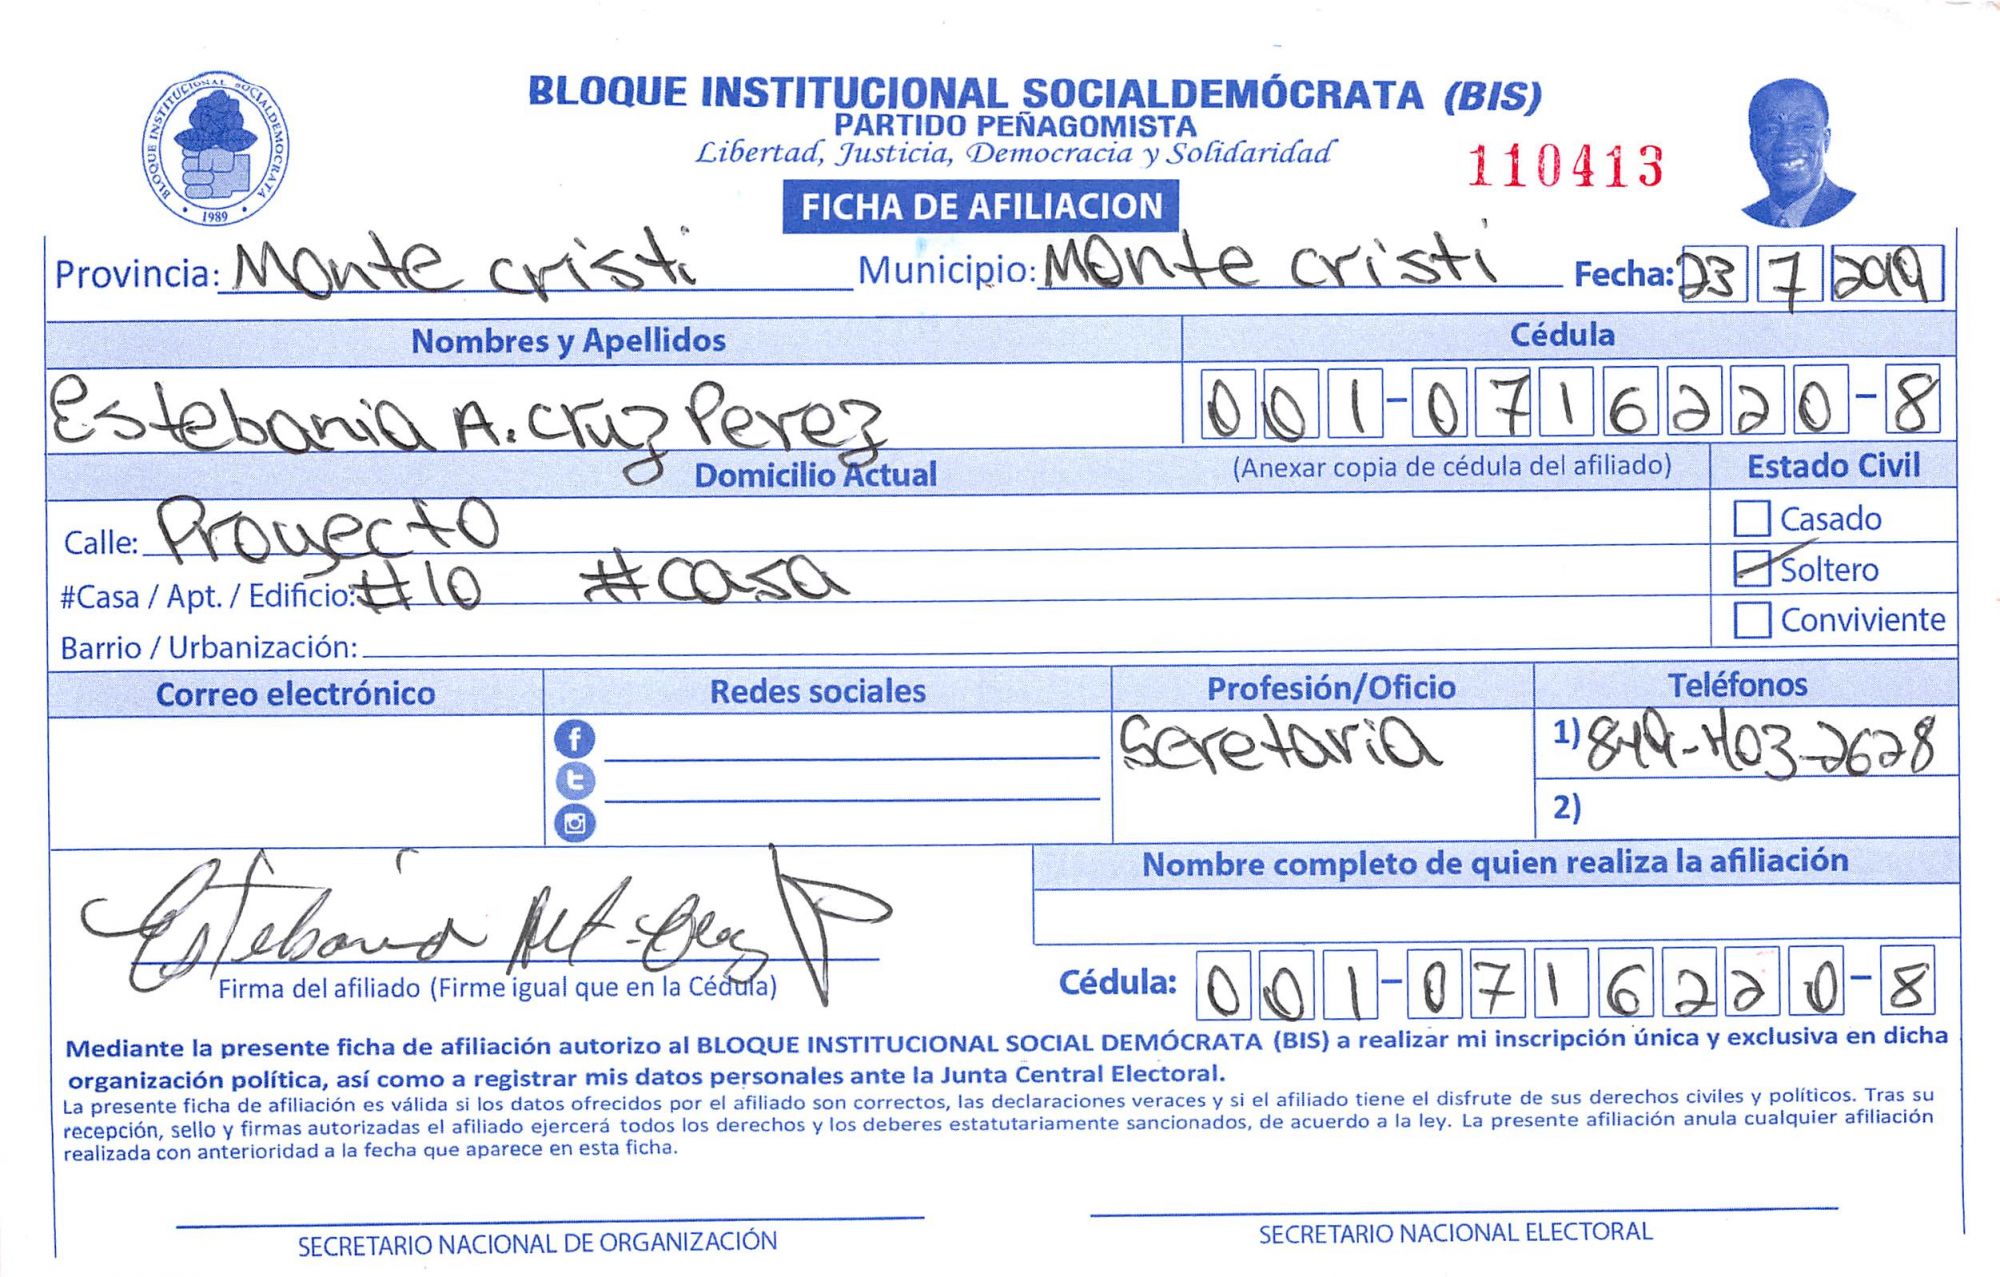 BLOQUE INSTITUCIONAL SOCIALDEMÓCRATA (BIS)
PARTIDO PEÑAGOMISTA
Libertad, Justicia, Democracia y Solidaridad
110413
BLOQUE INSTITUCIONAL SOCIALDEMOCRATA
1989
FICHA DE AFILIACION
Provincia: Monte cristi Municipio: Monte cristi Fecha: 23 7 2019
Nombres y Apellidos Cédula
Estebania A. Cruz Perez 001-0716220-8
Domicilio Actual (Anexar copia de cédula del afiliado) Estado Civil
Calle: Proyecto Casado
#Casa / Apt. / Edificio: #10 #casa Soltero
Barrio / Urbanización: Conviviente
Correo electrónico Redes sociales Profesión/Oficio Teléfonos
Seretaria 1) 849-403-2628
2)
Nombre completo de quien realiza la afiliación
Estebania Alt. Cruz P
Firma del afiliado (Firme igual que en la Cédula) Cédula: 001-0716220-8
Mediante la presente ficha de afiliación autorizo al BLOQUE INSTITUCIONAL SOCIAL DEMÓCRATA (BIS) a realizar mi inscripción única y exclusiva en dicha
organización política, así como a registrar mis datos personales ante la Junta Central Electoral.
La presente ficha de afiliación es válida si los datos ofrecidos por el afiliado son correctos, las declaraciones veraces y si el afiliado tiene el disfrute de sus derechos civiles y políticos. Tras su
recepción, sello y firmas autorizadas el afiliado ejercerá todos los derechos y los deberes estatutariamente sancionados, de acuerdo a la ley. La presente afiliación anula cualquier afiliación
realizada con anterioridad a la fecha que aparece en esta ficha.
SECRETARIO NACIONAL DE ORGANIZACIÓN SECRETARIO NACIONAL ELECTORAL